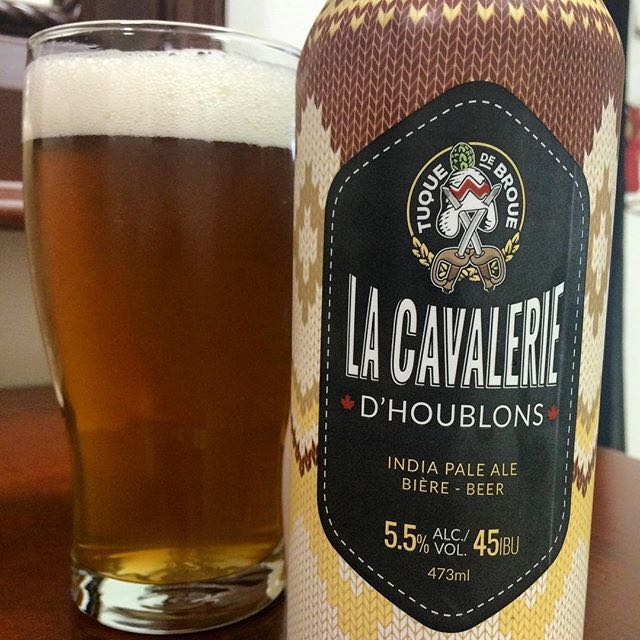 TUQUE DE BROUE
LA CAVALERIE
D'HOUBLONS
INDIA PALE ALE
BIÈRE - BEER
5.5% ALC./VOL. 45IBU
473ml